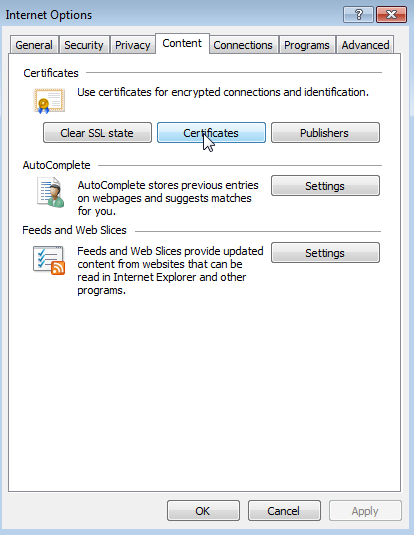 Internet Options
?
General Security Privacy Content Connections Programs Advanced
Certificates
Use certificates for encrypted connections and identification.
Clear SSL state Certificates Publishers
AutoComplete
AutoComplete stores previous entries
on webpages and suggests matches
for you.
Settings
Feeds and Web Slices
Feeds and Web Slices provide updated
content from websites that can be
read in Internet Explorer and other
programs.
Settings
OK Cancel Apply